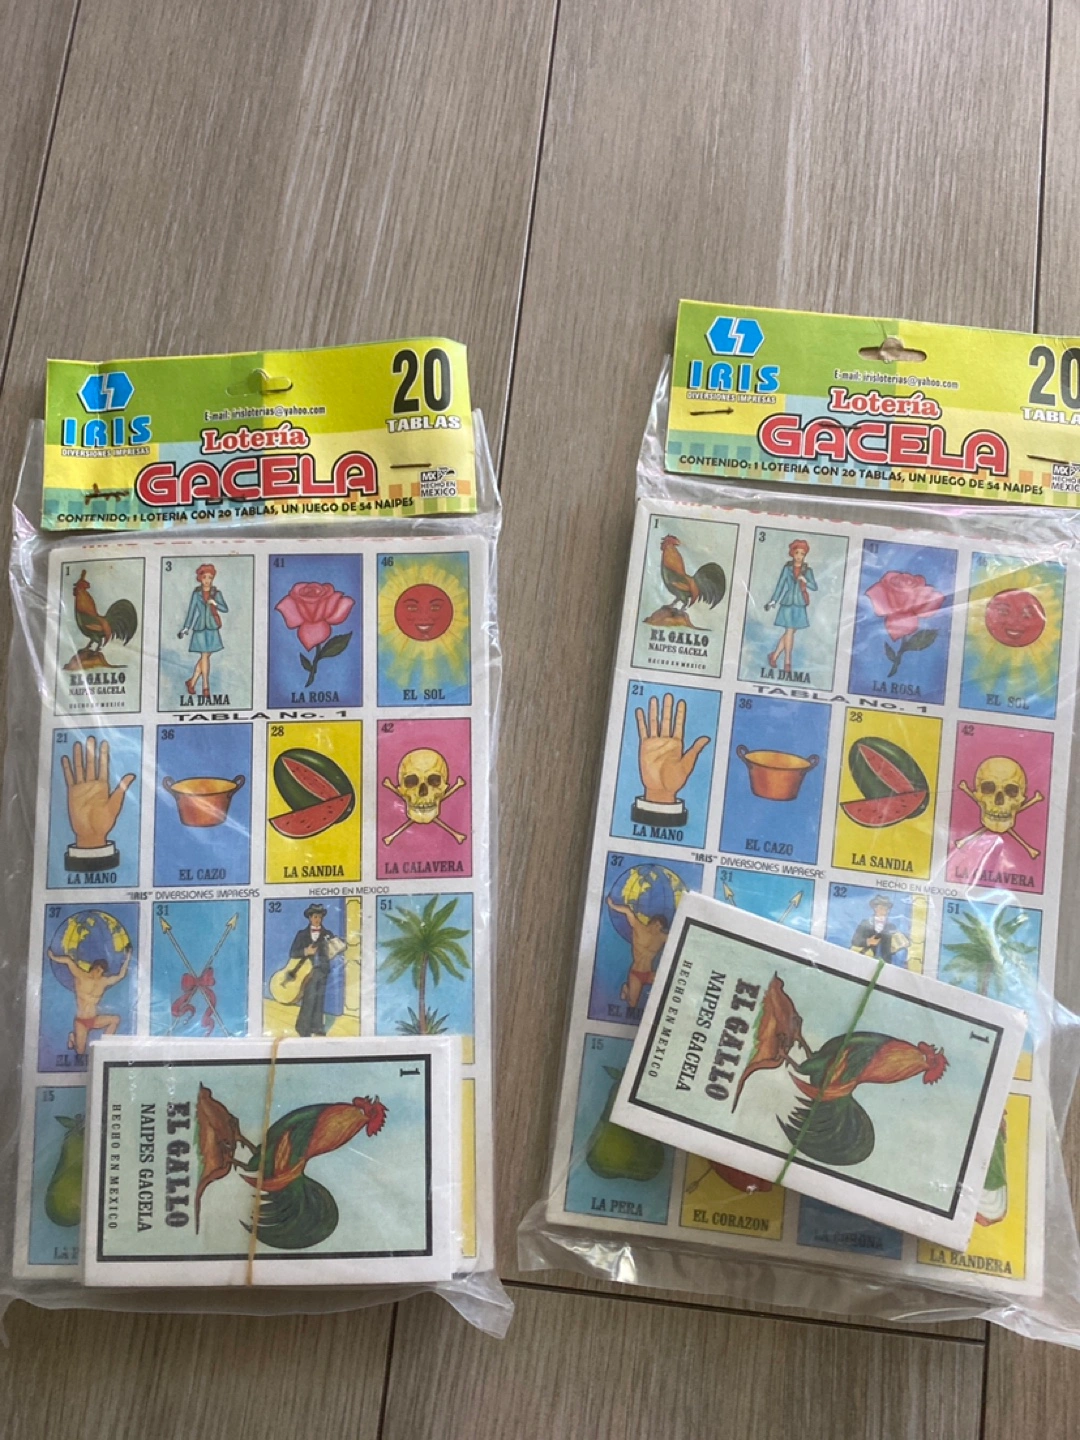 IRIS
DIVERSIONES IMPRESAS
E-mail: irisloterias@yahoo.com
20
TABLAS
Lotería
GACELA
HECHO EN
MEXICO
CONTENIDO: 1 LOTERIA CON 20 TABLAS, UN JUEGO DE 54 NAIPES
1
3
41
46
EL GALLO
NAIPES GACELA
HECHO EN MEXICO
LA DAMA
LA ROSA
EL SOL
TABLA No. 1
21
36
28
42
LA MANO
EL CAZO
LA SANDIA
LA CALAVERA
"IRIS" DIVERSIONES IMPRESAS
HECHO EN MEXICO
37
31
32
51
15
1
EL GALLO
NAIPES GACELA
HECHO EN MEXICO
IRIS
DIVERSIONES IMPRESAS
E-mail: irisloterias@yahoo.com
20
Lotería
GACELA
CONTENIDO: 1 LOTERIA CON 20 TABLAS, UN JUEGO DE 54 NAIPES
1
3
41
46
EL GALLO
NAIPES GACELA
HECHO EN MEXICO
LA DAMA
LA ROSA
EL SOL
TABLA No. 1
21
36
28
42
LA MANO
EL CAZO
LA SANDIA
LA CALAVERA
"IRIS" DIVERSIONES IMPRESAS
HECHO EN MEXICO
37
31
32
51
15
1
EL GALLO
NAIPES GACELA
HECHO EN MEXICO
LA PERA
EL CORAZON
LA CORONA
LA BANDERA